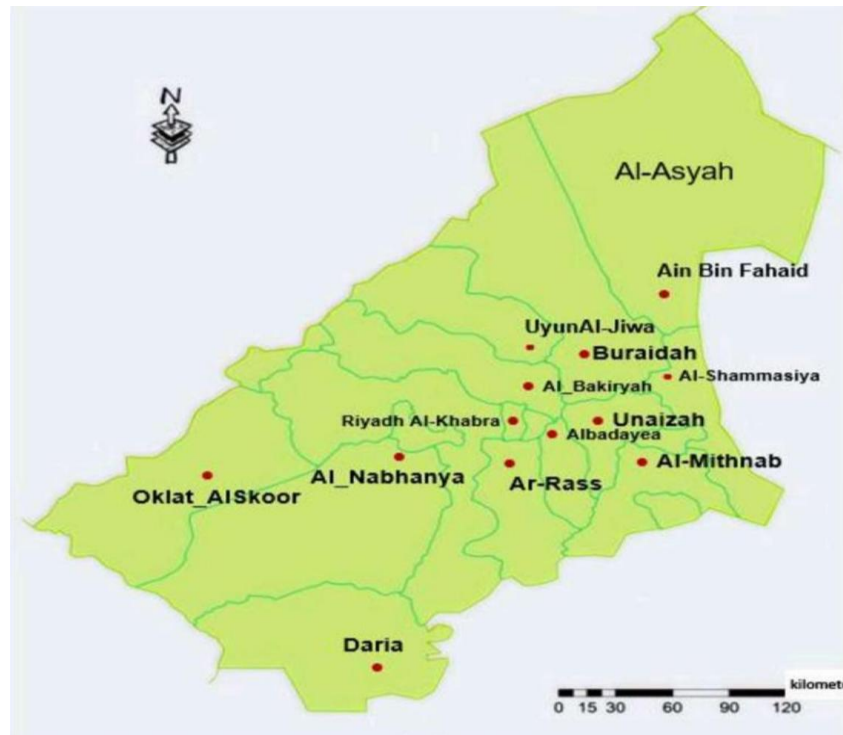 N
Al-Asyah
Ain Bin Fahaid
UyunAl-Jiwa
Buraidah
Al-Shammasiya
Al_Bakiryah
Riyadh Al-Khabra
Unaizah
Albadayea
Al-Mithnab
Al_Nabhanya
Ar-Rass
Oklat_AlSkoor
Daria
kilomet
0 15 30 60 90 120